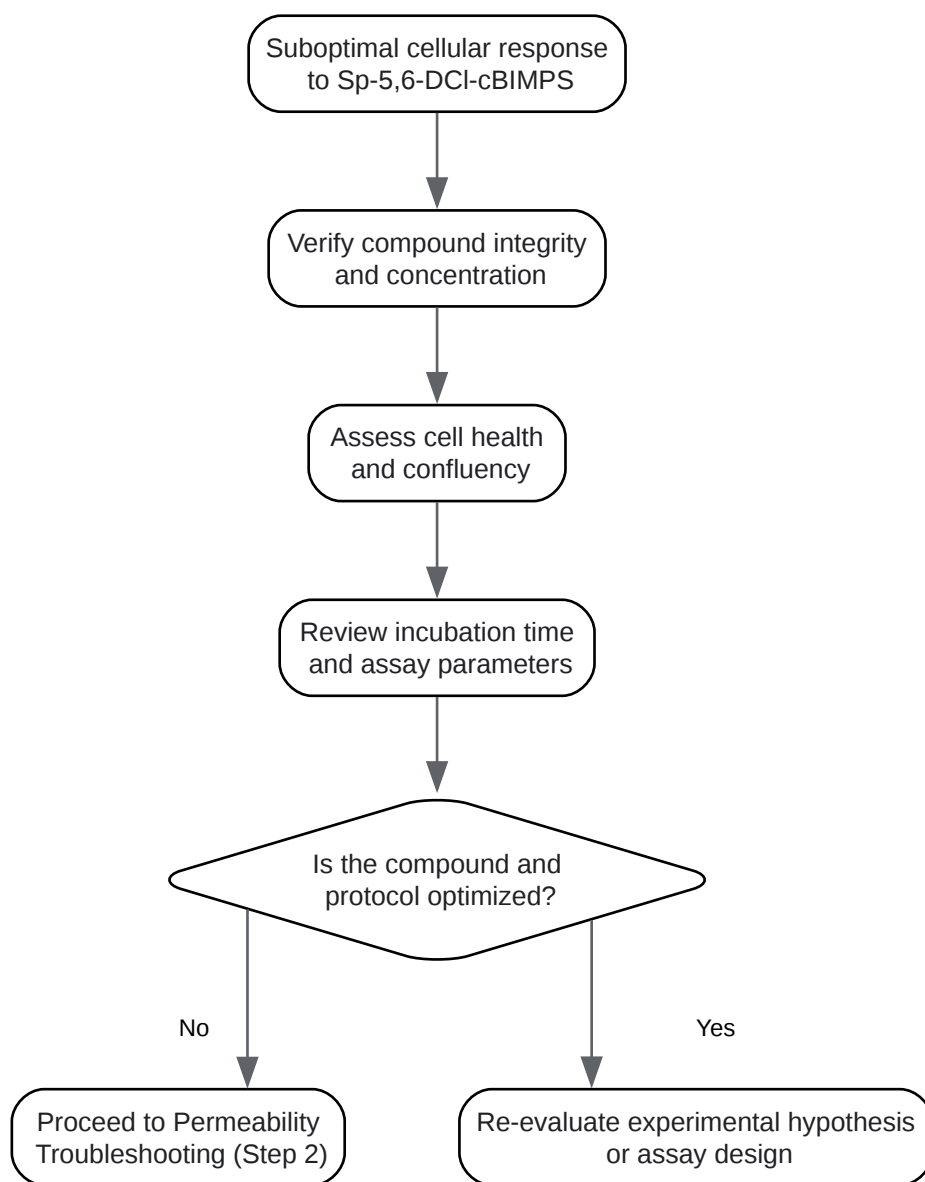 Suboptimal cellular response
to Sp-5,6-DCl-cBIMPS
Verify compound integrity
and concentration
Assess cell health
and confluency
Review incubation time
and assay parameters
Is the compound and
protocol optimized?
No
Yes
Proceed to Permeability
Troubleshooting (Step 2)
Re-evaluate experimental hypothesis
or assay design